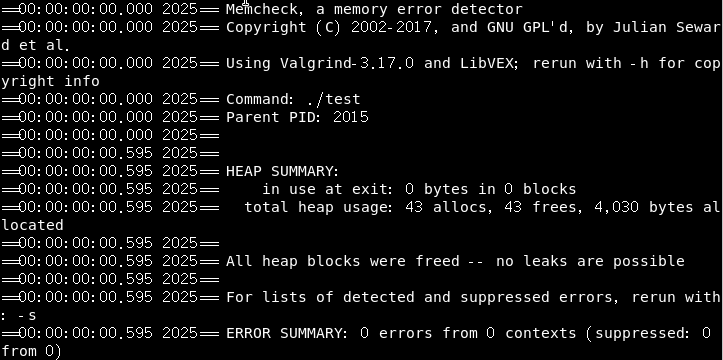 ==00:00:00:00.000 2025== Memcheck, a memory error detector
==00:00:00:00.000 2025== Copyright (C) 2002-2017, and GNU GPL'd, by Julian Sewar
d et al.
==00:00:00:00.000 2025== Using Valgrind-3.17.0 and LibVEX; rerun with -h for cop
yright info
==00:00:00:00.000 2025== Command: ./test
==00:00:00:00.000 2025== Parent PID: 2015
==00:00:00:00.000 2025==
==00:00:00:00.595 2025==
==00:00:00:00.595 2025== HEAP SUMMARY:
==00:00:00:00.595 2025==     in use at exit: 0 bytes in 0 blocks
==00:00:00:00.595 2025==   total heap usage: 43 allocs, 43 frees, 4,030 bytes al
located
==00:00:00:00.595 2025==
==00:00:00:00.595 2025== All heap blocks were freed -- no leaks are possible
==00:00:00:00.595 2025==
==00:00:00:00.595 2025== For lists of detected and suppressed errors, rerun with
: -s
==00:00:00:00.595 2025== ERROR SUMMARY: 0 errors from 0 contexts (suppressed: 0
from 0)